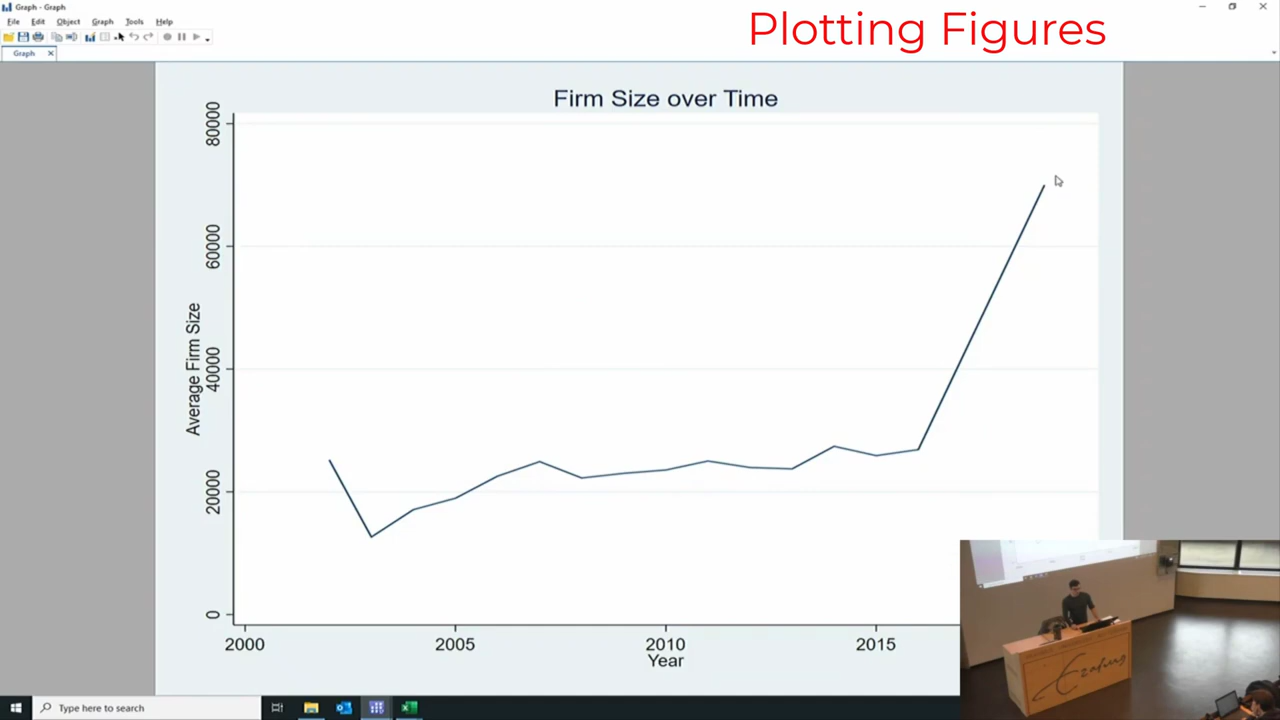 Graph - Graph
File Edit Object Graph Tools Help
Plotting Figures
Graph
Firm Size over Time
80000
60000
40000
20000
0
Average Firm Size
2000 2005 2010 2015
Year
Erasmus
Type here to search